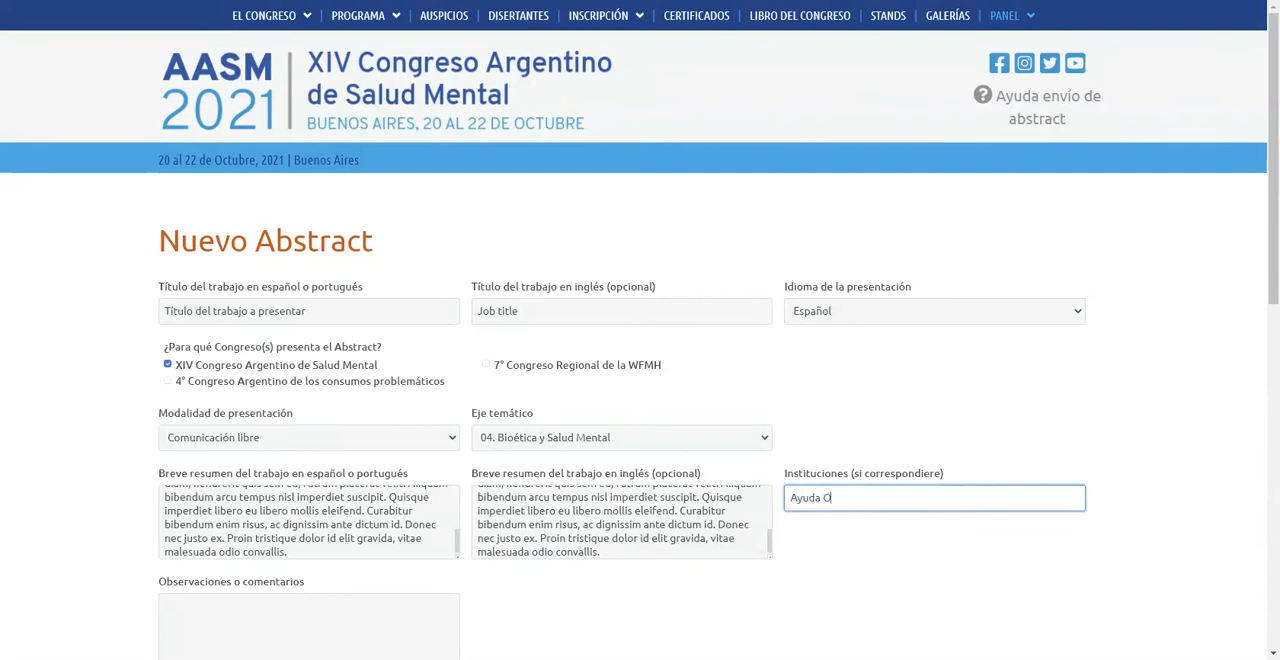 EL CONGRESO | PROGRAMA | AUSPICIOS | DISERTANTES | INSCRIPCIÓN | CERTIFICADOS | LIBRO DEL CONGRESO | STANDS | GALERÍAS | PANEL
AASM
2021
XIV Congreso Argentino
de Salud Mental
BUENOS AIRES, 20 AL 22 DE OCTUBRE
Ayuda envío de
abstract
20 al 22 de Octubre, 2021 | Buenos Aires
Nuevo Abstract
Título del trabajo en español o portugués
Título del trabajo en inglés (opcional)
Idioma de la presentación
Título del trabajo a presentar
Job title
Español
¿Para qué Congreso(s) presenta el Abstract?
XIV Congreso Argentino de Salud Mental
7° Congreso Regional de la WFMH
4° Congreso Argentino de los consumos problemáticos
Modalidad de presentación
Eje temático
Comunicación libre
04. Bioética y Salud Mental
Breve resumen del trabajo en español o portugués
Breve resumen del trabajo en inglés (opcional)
Instituciones (si correspondiere)
bibendum arcu tempus nisl imperdiet suscipit. Quisque
imperdiet libero eu libero mollis eleifend. Curabitur
bibendum enim risus, ac dignissim ante dictum id. Donec
nec justo ex. Proin tristique dolor id elit gravida, vitae
malesuada odio convallis.
bibendum arcu tempus nisl imperdiet suscipit. Quisque
imperdiet libero eu libero mollis eleifend. Curabitur
bibendum enim risus, ac dignissim ante dictum id. Donec
nec justo ex. Proin tristique dolor id elit gravida, vitae
malesuada odio convallis.
Ayuda O
Observaciones o comentarios